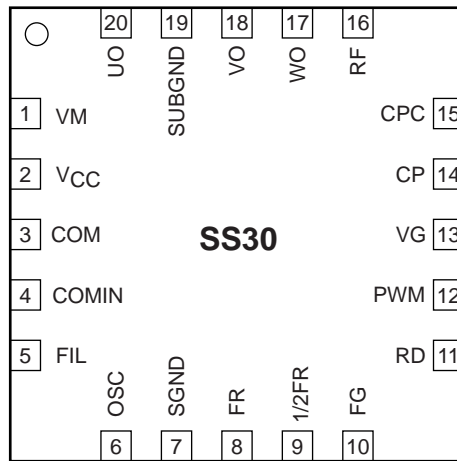 20 19 18 17 16
UO SUBGND VO WO RF
1 VM CPC 15
2 VCC CP 14
3 COM SS30 VG 13
4 COMIN PWM 12
5 FIL RD 11
OSC SGND FR 1/2FR FG
6 7 8 9 10